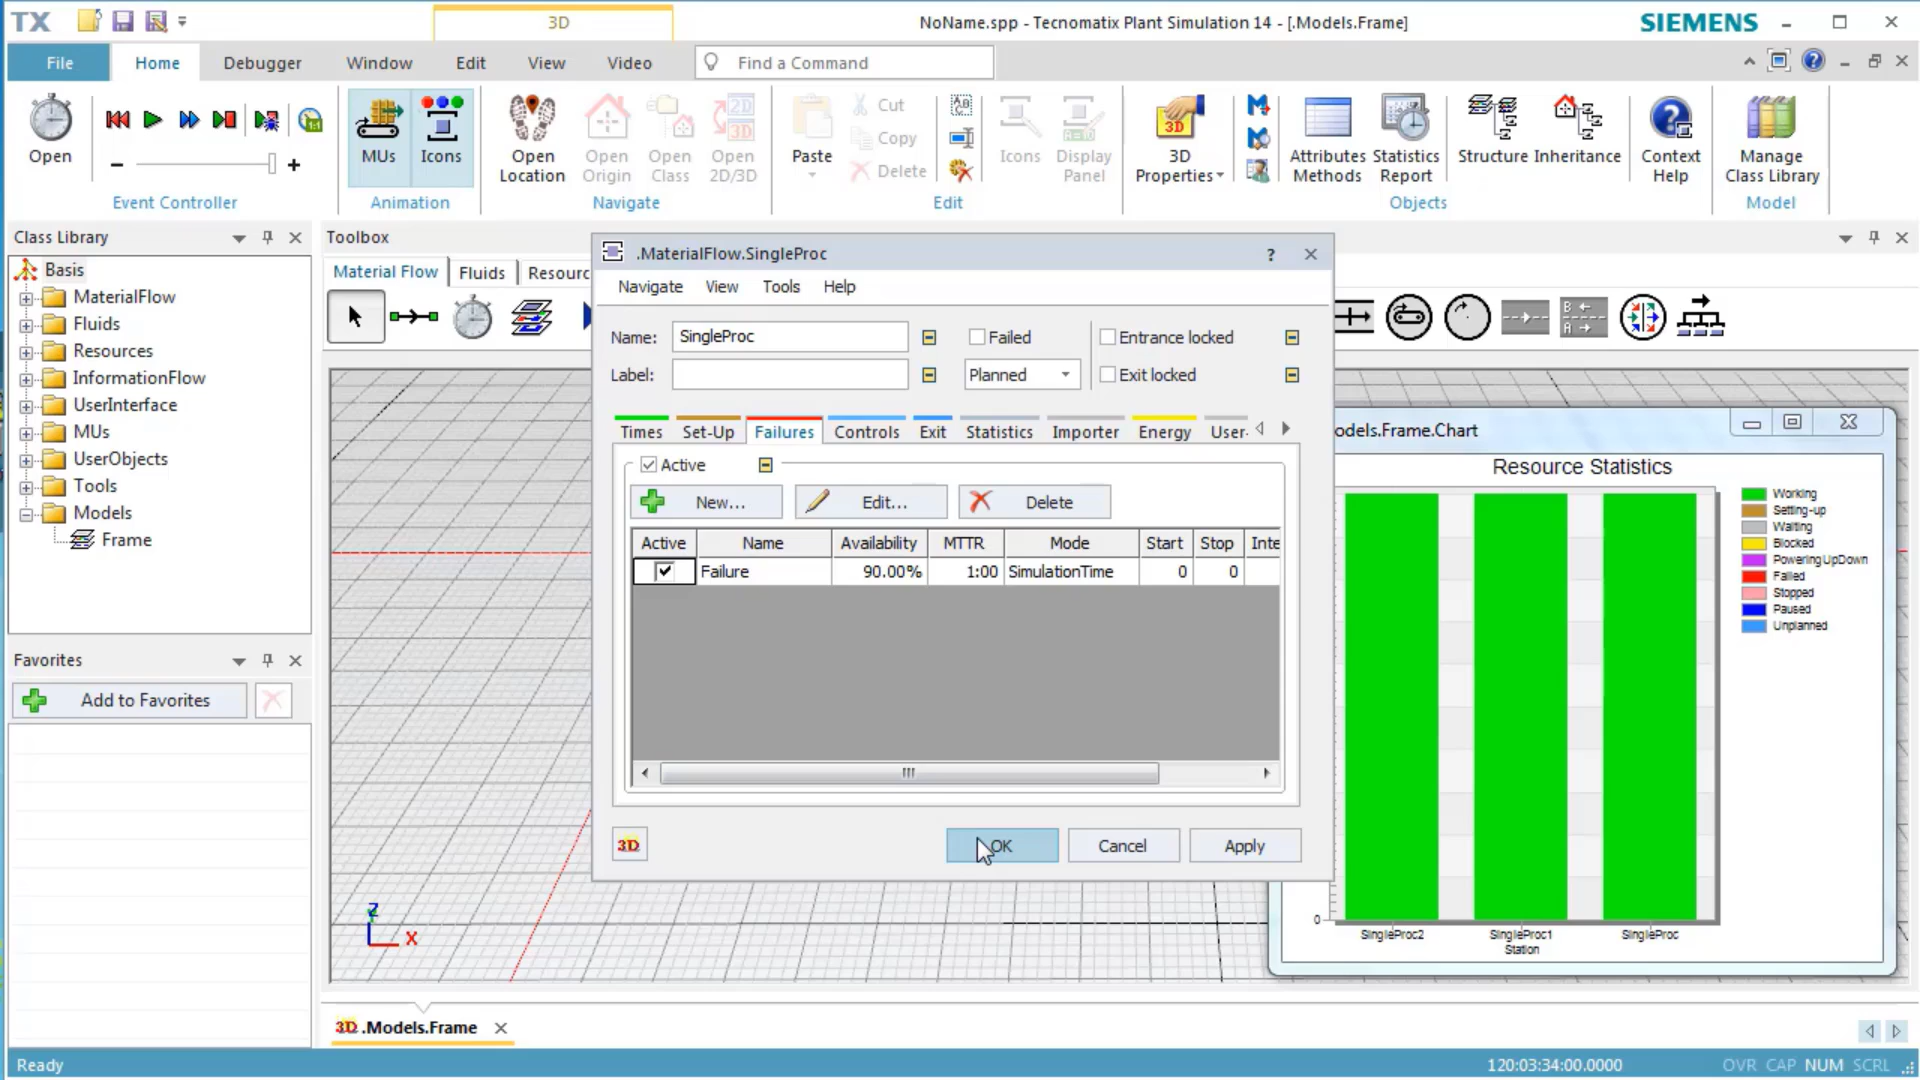 TX
3D
NoName.spp - Tecnomatix Plant Simulation 14 - [.Models.Frame]
SIEMENS
File
Home
Debugger
Window
Edit
View
Video
Find a Command
Open
MUs
Icons
Open Location
Open Origin
Open Class
Open 2D/3D
Paste
Cut
Copy
Delete
Icons
Display Panel
3D Properties
Attributes Methods
Statistics Report
Structure
Inheritance
Context Help
Manage Class Library
Event Controller
Animation
Navigate
Edit
Objects
Model
Class Library
Basis
MaterialFlow
Fluids
Resources
InformationFlow
UserInterface
MUs
UserObjects
Tools
Models
Frame
Favorites
Add to Favorites
Toolbox
Material Flow
Fluids
Resourc
.MaterialFlow.SingleProc
?
Navigate
View
Tools
Help
Name:
SingleProc
Failed
Entrance locked
Label:
Planned
Exit locked
Times
Set-Up
Failures
Controls
Exit
Statistics
Importer
Energy
User-
Active
New...
Edit...
Delete
Active
Name
Availability
MTTR
Mode
Start
Stop
Inte
Failure
90.00%
1:00
SimulationTime
0
0
3D
OK
Cancel
Apply
odels.Frame.Chart
Resource Statistics
Working
Setting-up
Waiting
Blocked
PoweringUpDown
Failed
Stopped
Paused
Unplanned
0
SingleProc2
SingleProc1
SingleProc
Station
Z
X
3D .Models.Frame
Ready
120:03:34:00.0000
OVR CAP NUM SCRL